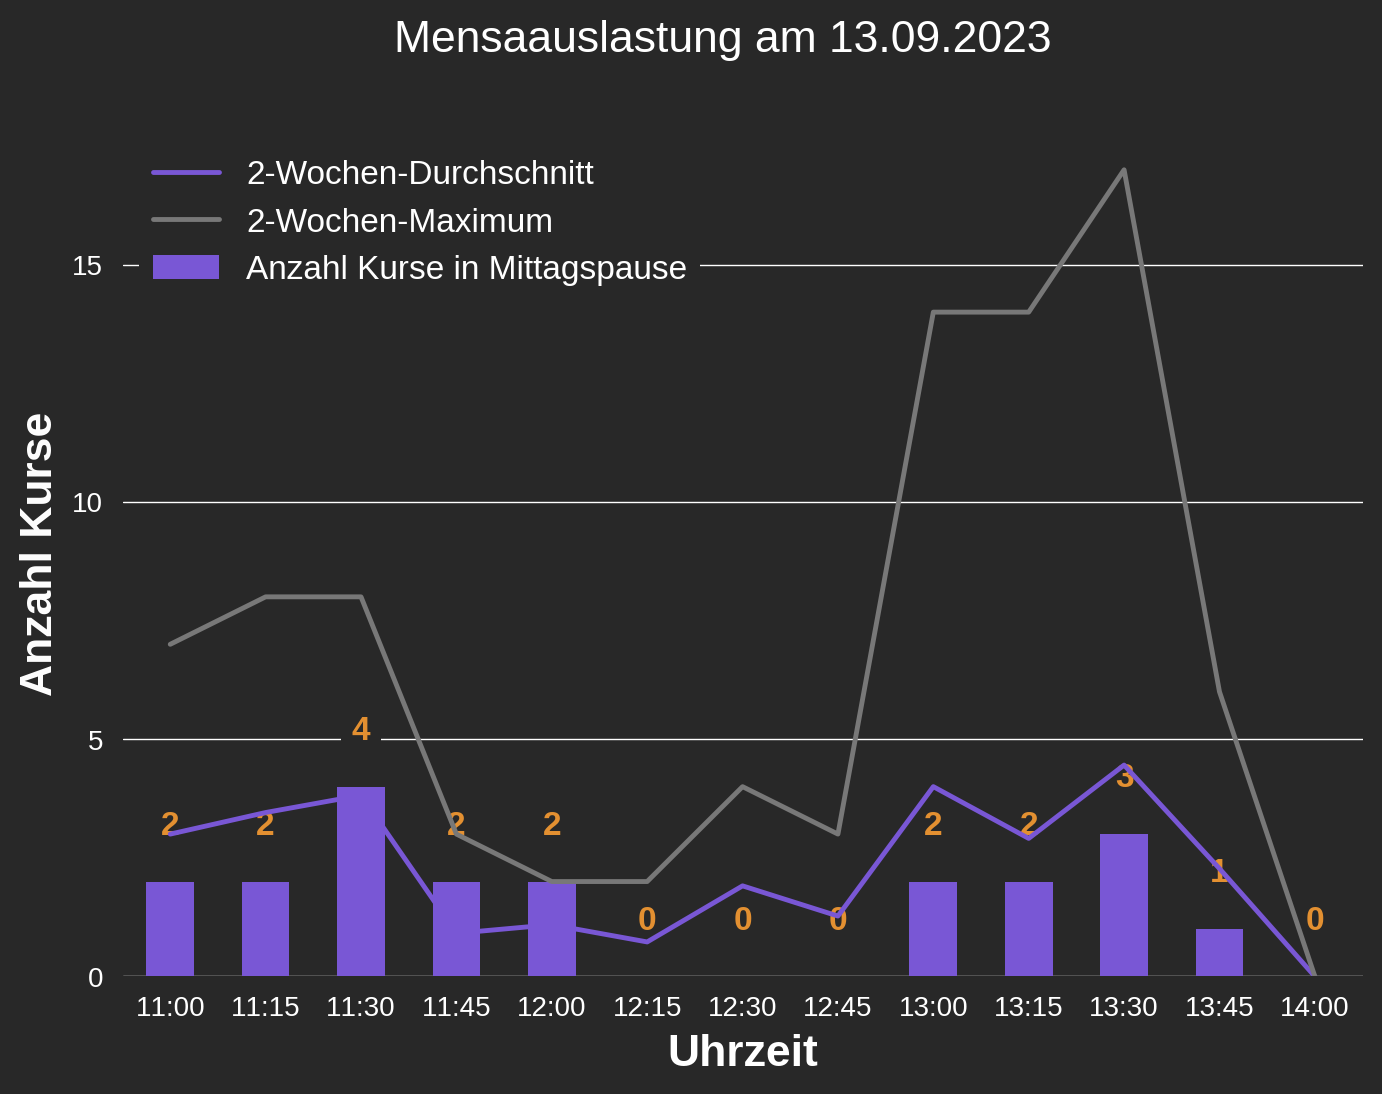 Mensaauslastung am 13.09.2023
2-Wochen-Durchschnitt
2-Wochen-Maximum
Anzahl Kurse in Mittagspause
15
10
5
0
Anzahl Kurse
2 2 4 2 2 0 0 0 2 2 3 1 0
11:00 11:15 11:30 11:45 12:00 12:15 12:30 12:45 13:00 13:15 13:30 13:45 14:00
Uhrzeit